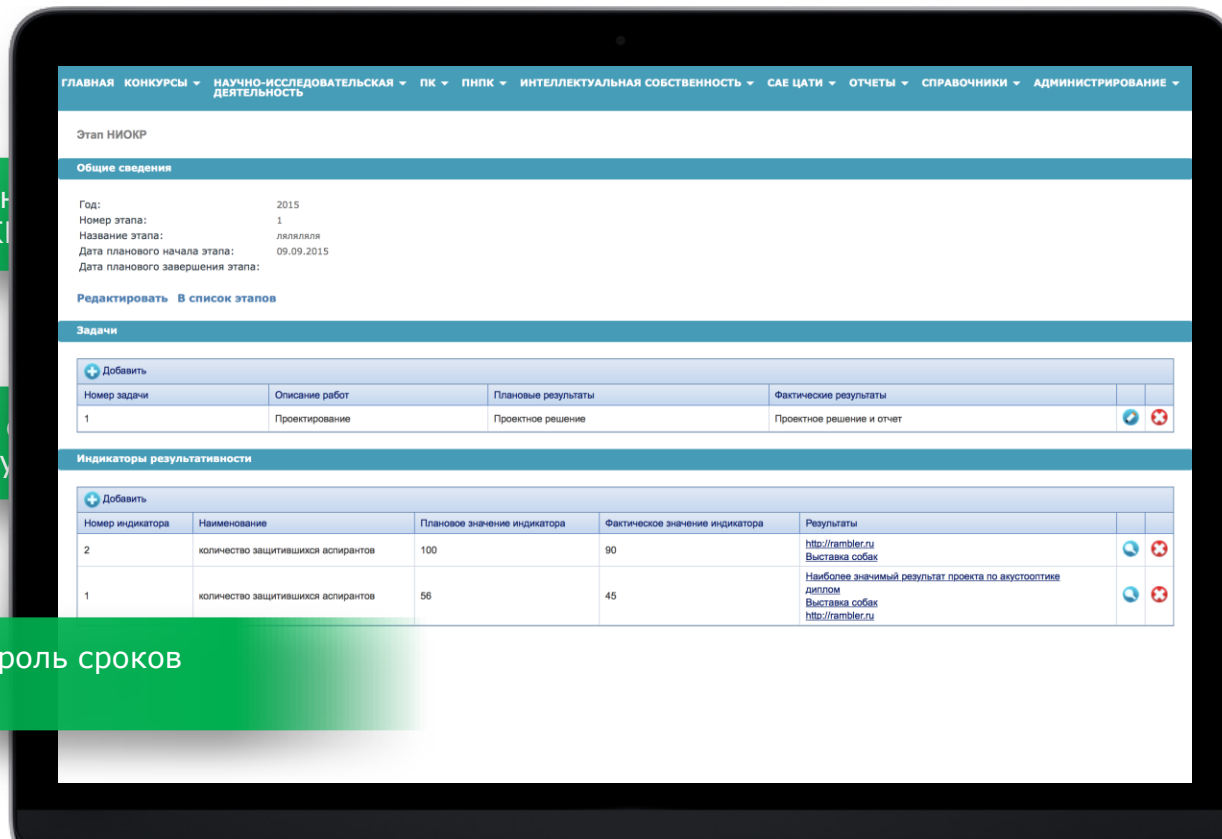 ГЛАВНАЯ КОНКУРСЫ НАУЧНО-ИССЛЕДОВАТЕЛЬСКАЯ ДЕЯТЕЛЬНОСТЬ ПК ПНПК ИНТЕЛЛЕКТУАЛЬНАЯ СОБСТВЕННОСТЬ САЕ ЦАТИ ОТЧЕТЫ СПРАВОЧНИКИ АДМИНИСТРИРОВАНИЕ
Этап НИОКР
Общие сведения
Год: 2015
Номер этапа: 1
Название этапа: ляляляля
Дата планового начала этапа: 09.09.2015
Дата планового завершения этапа:
Редактировать В список этапов
Задачи
Добавить
Номер задачи Описание работ Плановые результаты Фактические результаты
1 Проектирование Проектное решение Проектное решение и отчет
Индикаторы результативности
Добавить
Номер индикатора Наименование Плановое значение индикатора Фактическое значение индикатора Результаты
2 количество защитившихся аспирантов 100 90 http://rambler.ru
Выставка собак
Наиболее значимый результат проекта по акустооптике
1 количество защитившихся аспирантов 56 45 диплом
Выставка собак
http://rambler.ru
роль сроков